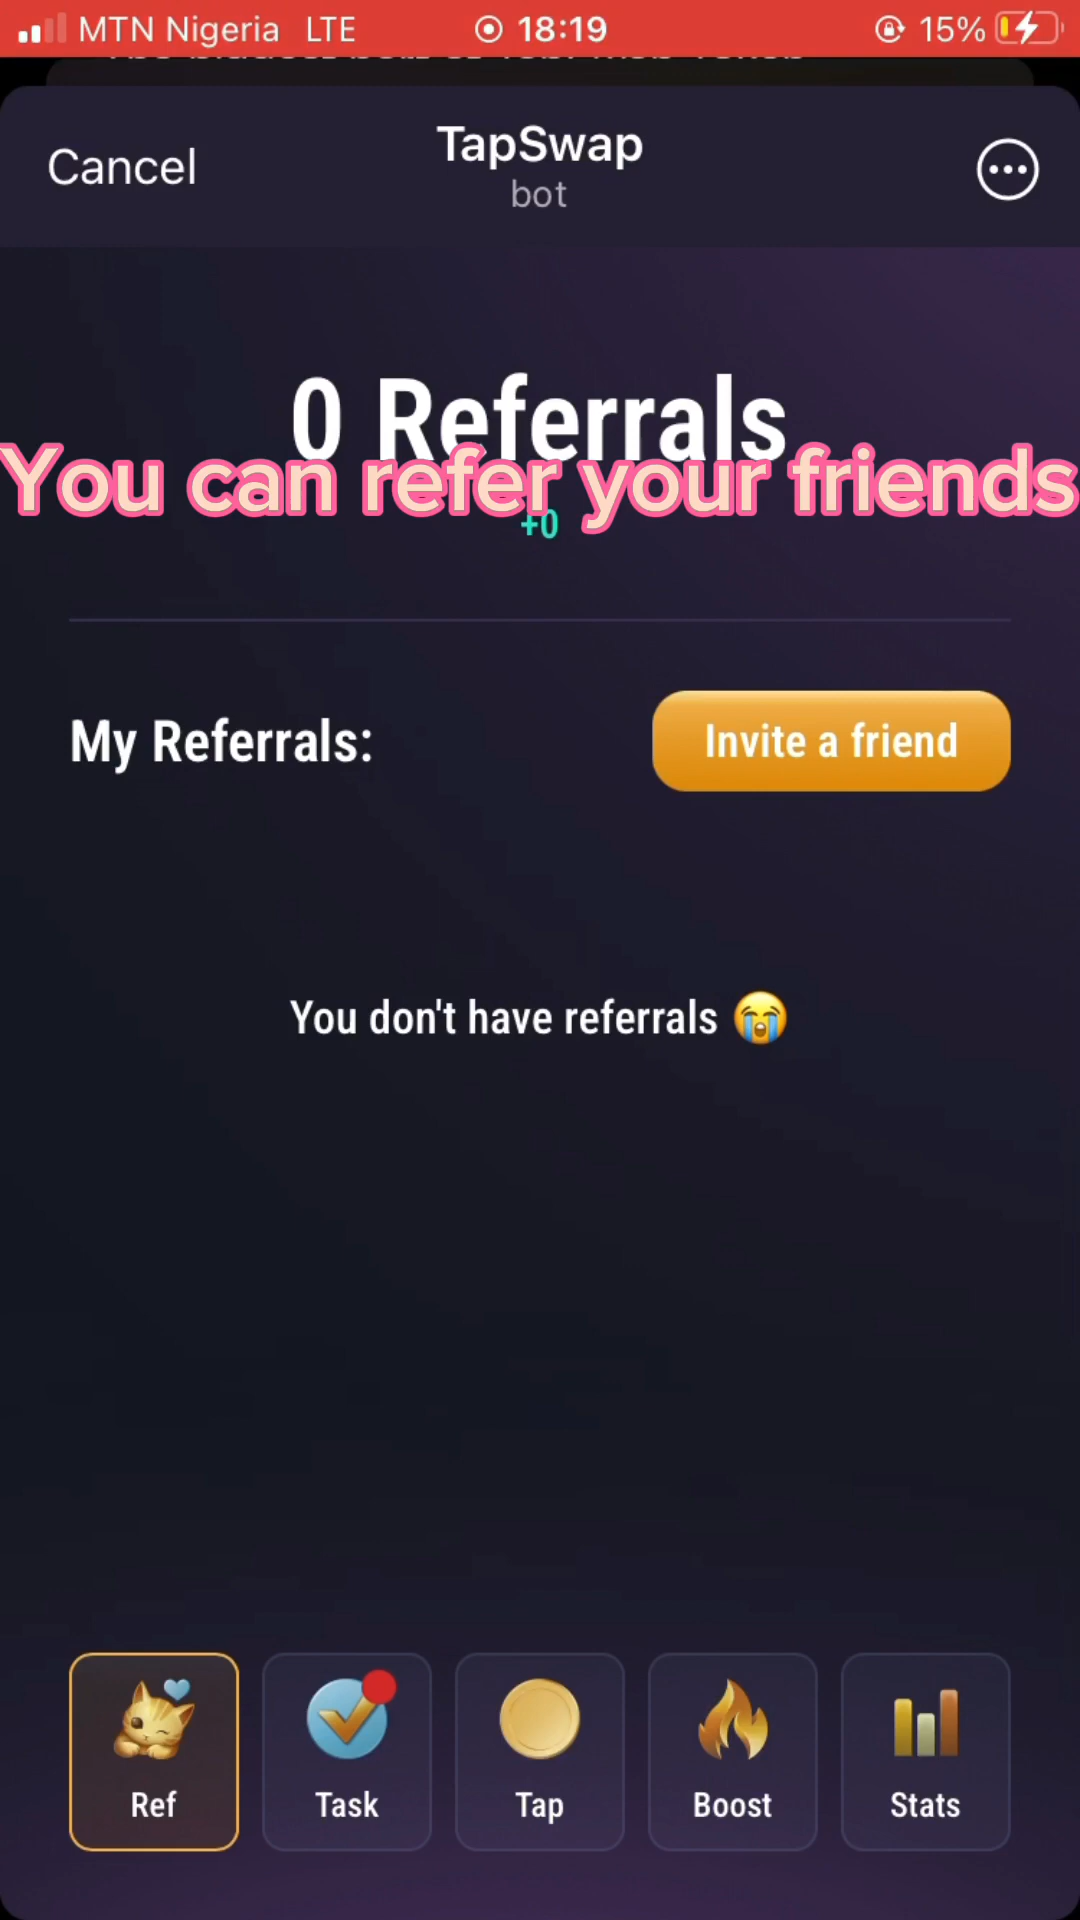 MTN Nigeria LTE 18:19 15%
Cancel
TapSwap
bot
0 Referrals
You can refer your friends
+0
My Referrals:
Invite a friend
You don't have referrals 😭
Ref
Task
Tap
Boost
Stats